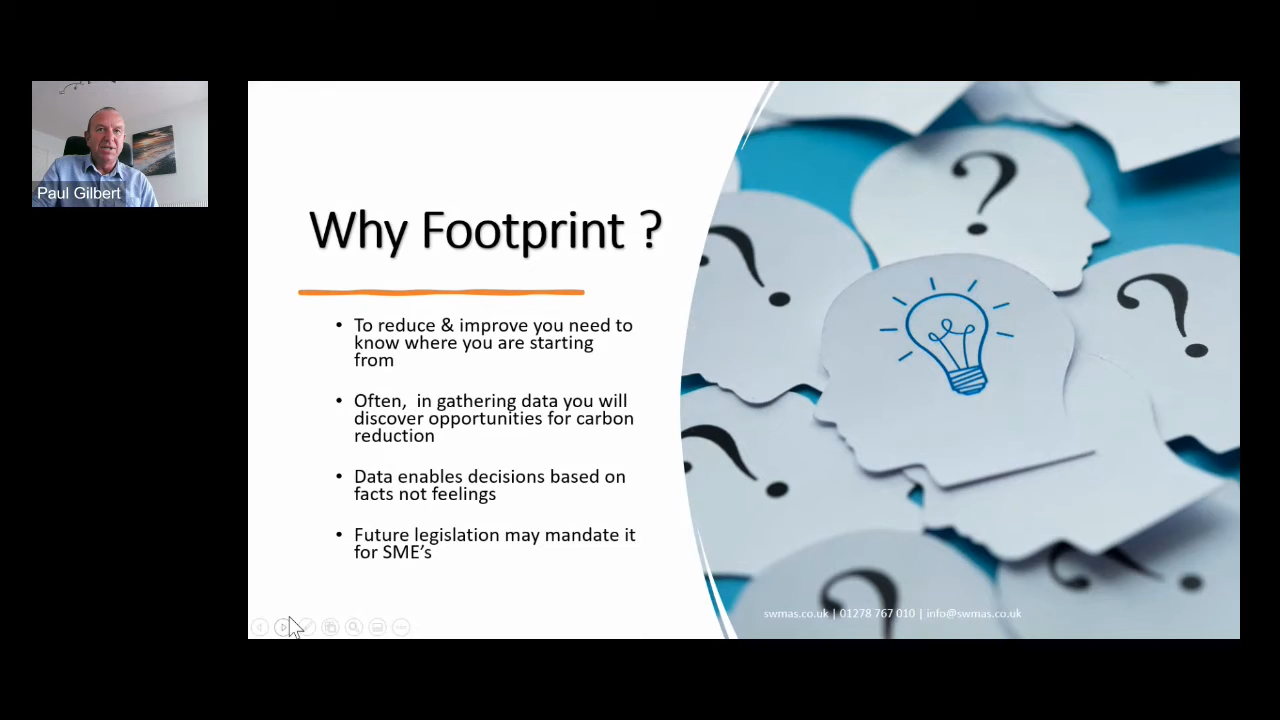 Paul Gilbert
Why Footprint ?
• To reduce & improve you need to
know where you are starting
from
• Often,  in gathering data you will
discover opportunities for carbon
reduction
• Data enables decisions based on
facts not feelings
• Future legislation may mandate it
for SME’s
?
?
?
?
?
?
swmas.co.uk | 01278 767 010 | info@swmas.co.uk